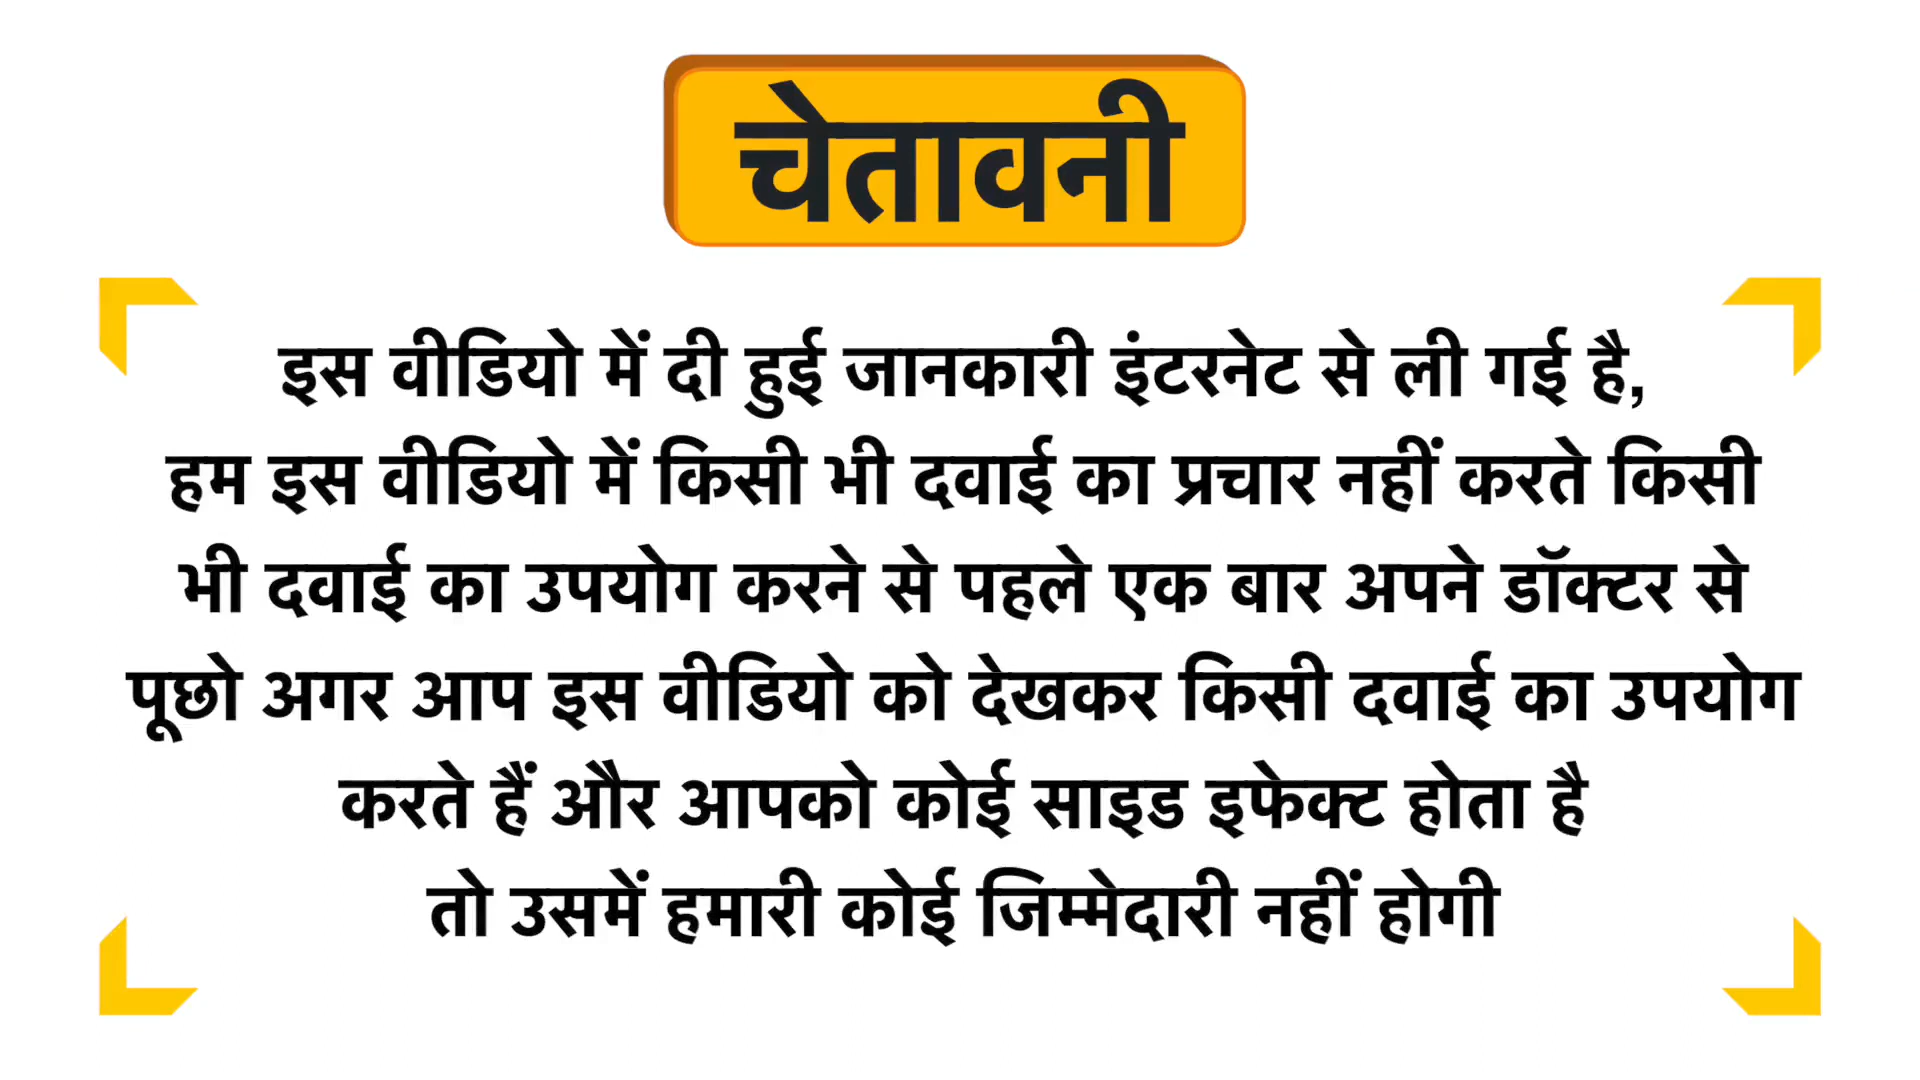 चेतावनी
इस वीडियो में दी हुई जानकारी इंटरनेट से ली गई है,
हम इस वीडियो में किसी भी दवाई का प्रचार नहीं करते किसी
भी दवाई का उपयोग करने से पहले एक बार अपने डॉक्टर से
पूछो अगर आप इस वीडियो को देखकर किसी दवाई का उपयोग
करते हैं और आपको कोई साइड इफेक्ट होता है
तो उसमें हमारी कोई जिम्मेदारी नहीं होगी